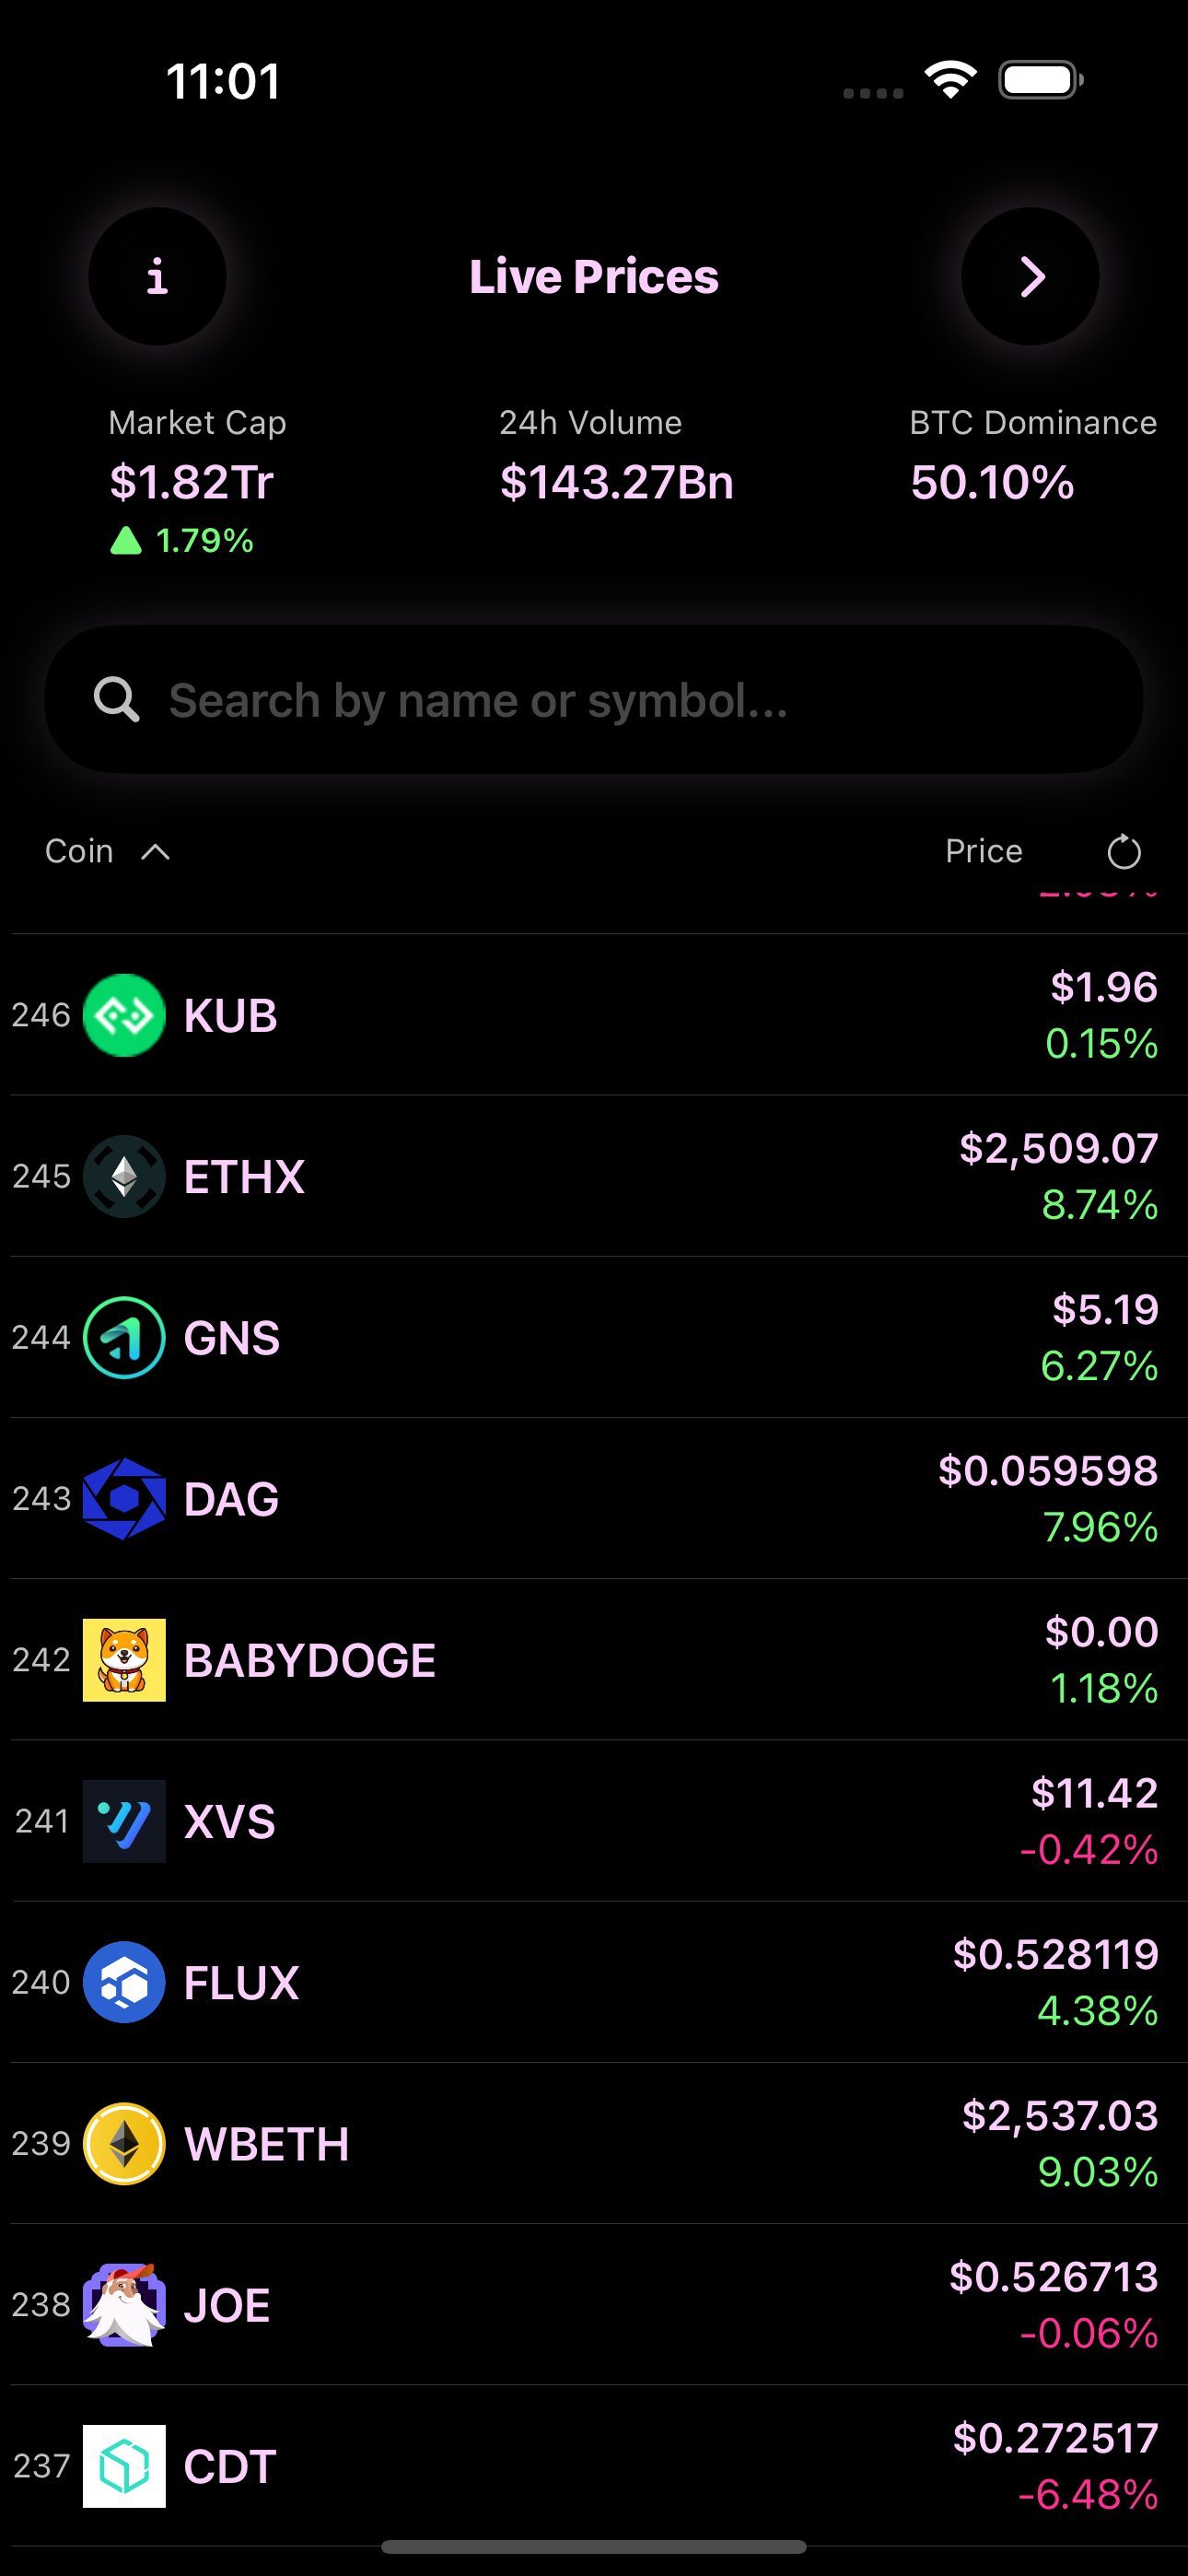 11:01
Live Prices
Market Cap 24h Volume BTC Dominance
$1.82Tr $143.27Bn 50.10%
1.79%
Search by name or symbol...
Coin Price
246 KUB $1.96
0.15%
245 ETHX $2,509.07
8.74%
244 GNS $5.19
6.27%
243 DAG $0.059598
7.96%
242 BABYDOGE $0.00
1.18%
241 XVS $11.42
-0.42%
240 FLUX $0.528119
4.38%
239 WBETH $2,537.03
9.03%
238 JOE $0.526713
-0.06%
237 CDT $0.272517
-6.48%